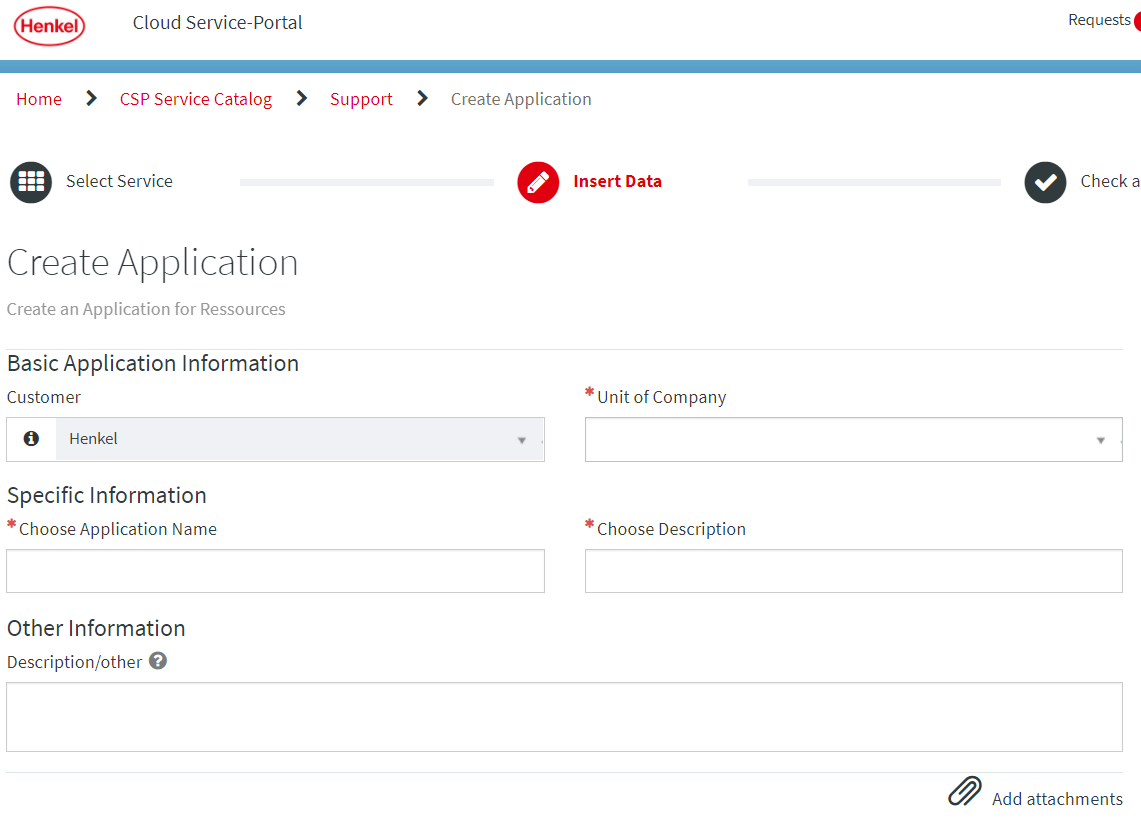 Henkel
Cloud Service-Portal
Requests
Home
CSP Service Catalog
Support
Create Application
Select Service
Insert Data
Check a
Create Application
Create an Application for Ressources
Basic Application Information
Customer
* Unit of Company
Henkel
Specific Information
* Choose Application Name
* Choose Description
Other Information
Description/other
Add attachments